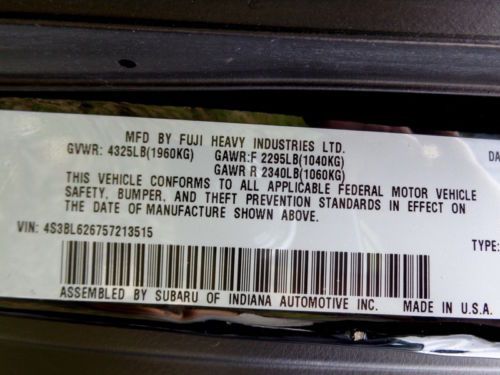 MFD BY FUJI HEAVY INDUSTRIES LTD.
DA
GVWR: 4325LB(1960KG) GAWR:F 2295LB(1040KG)
GAWR R 2340LB(1060KG)
THIS VEHICLE CONFORMS TO ALL APPLICABLE FEDERAL MOTOR VEHICLE
SAFETY, BUMPER, AND THEFT PREVENTION STANDARDS IN EFFECT ON
THE DATE OF MANUFACTURE SHOWN ABOVE.
VIN: 4S3BL626757213515
TYPE:
ASSEMBLED BY SUBARU OF INDIANA AUTOMOTIVE INC. MADE IN U.S.A.